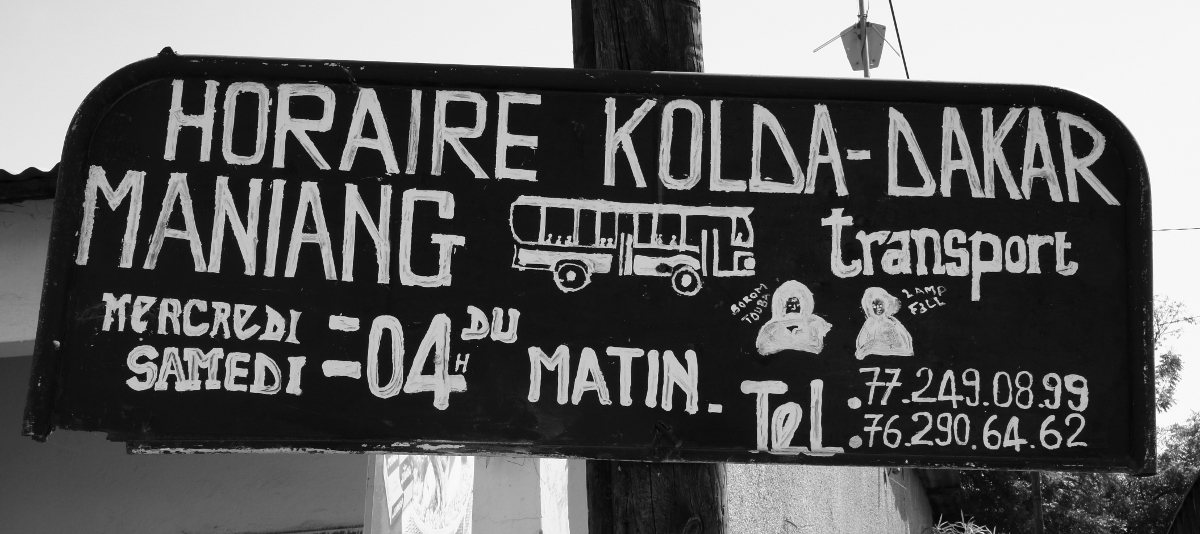 HORAIRE KOLDA-DAKAR
MANIANG transport
BOROM
TOUBA
LAMP
FALL
MERCREDI
SAMEDI
=04H DU MATIN.
Tel :77.249.08.99
76.290.64.62